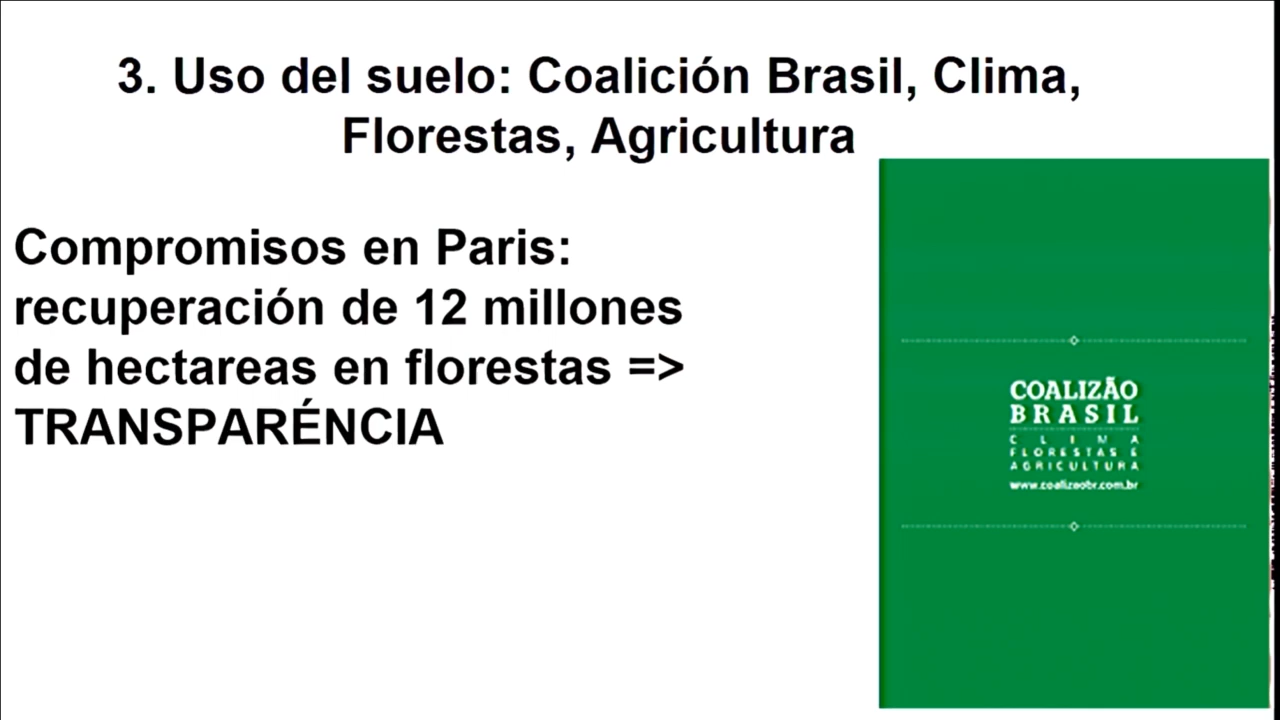 3. Uso del suelo: Coalición Brasil, Clima,
Florestas, Agricultura
Compromisos en Paris:
recuperación de 12 millones
de hectareas en florestas =>
TRANSPARÉNCIA
COALIZÃO
BRASIL
CLIMA
FLORESTAS E
AGRICULTURA
www.coalizaobr.com.br